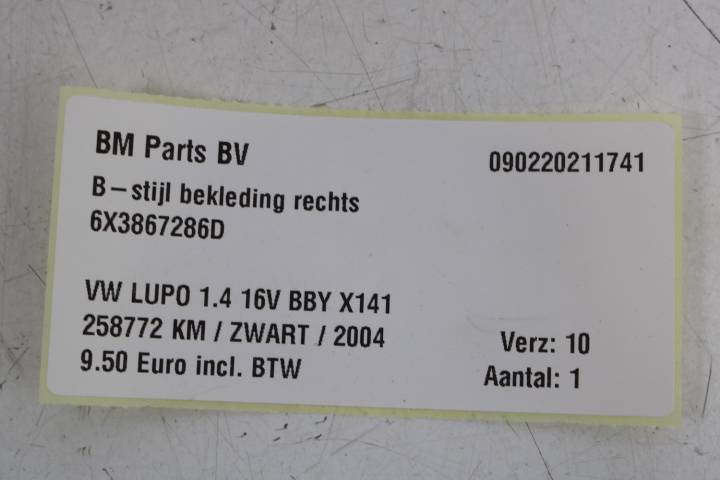 BM Parts BV 090220211741
B–stijl bekleding rechts
6X3867286D
VW LUPO 1.4 16V BBY X141
258772 KM / ZWART / 2004 Verz: 10
9.50 Euro incl. BTW Aantal: 1